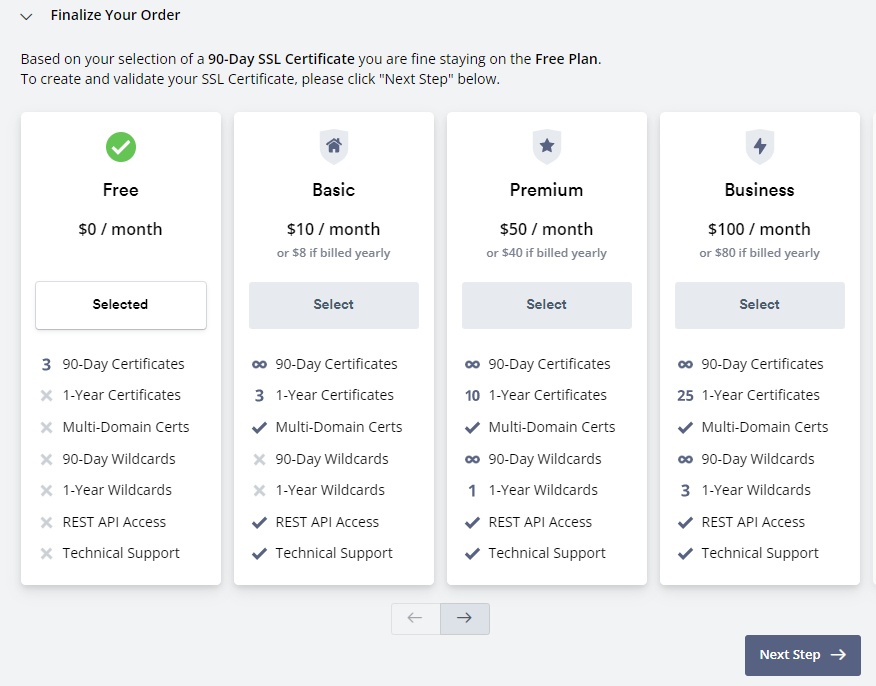 Finalize Your Order
Based on your selection of a 90-Day SSL Certificate you are fine staying on the Free Plan.
To create and validate your SSL Certificate, please click "Next Step" below.
Free
$0 / month
Selected
3 90-Day Certificates
1-Year Certificates
Multi-Domain Certs
90-Day Wildcards
1-Year Wildcards
REST API Access
Technical Support
Basic
$10 / month
or $8 if billed yearly
Select
∞ 90-Day Certificates
3 1-Year Certificates
Multi-Domain Certs
90-Day Wildcards
1-Year Wildcards
REST API Access
Technical Support
Premium
$50 / month
or $40 if billed yearly
Select
∞ 90-Day Certificates
10 1-Year Certificates
Multi-Domain Certs
∞ 90-Day Wildcards
1 1-Year Wildcards
REST API Access
Technical Support
Business
$100 / month
or $80 if billed yearly
Select
∞ 90-Day Certificates
25 1-Year Certificates
Multi-Domain Certs
∞ 90-Day Wildcards
3 1-Year Wildcards
REST API Access
Technical Support
Next Step